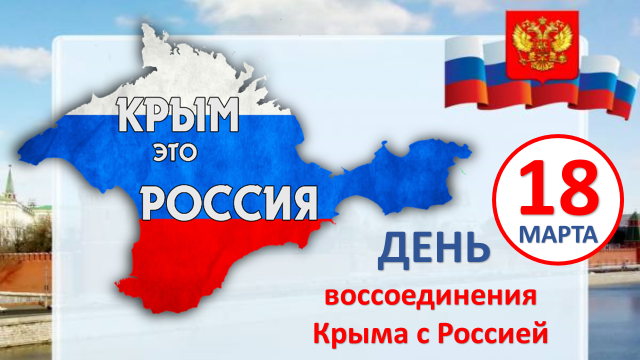 КРЫМ
ЭТО
РОССИЯ
18
МАРТА
ДЕНЬ
воссоединения
Крыма с Россией